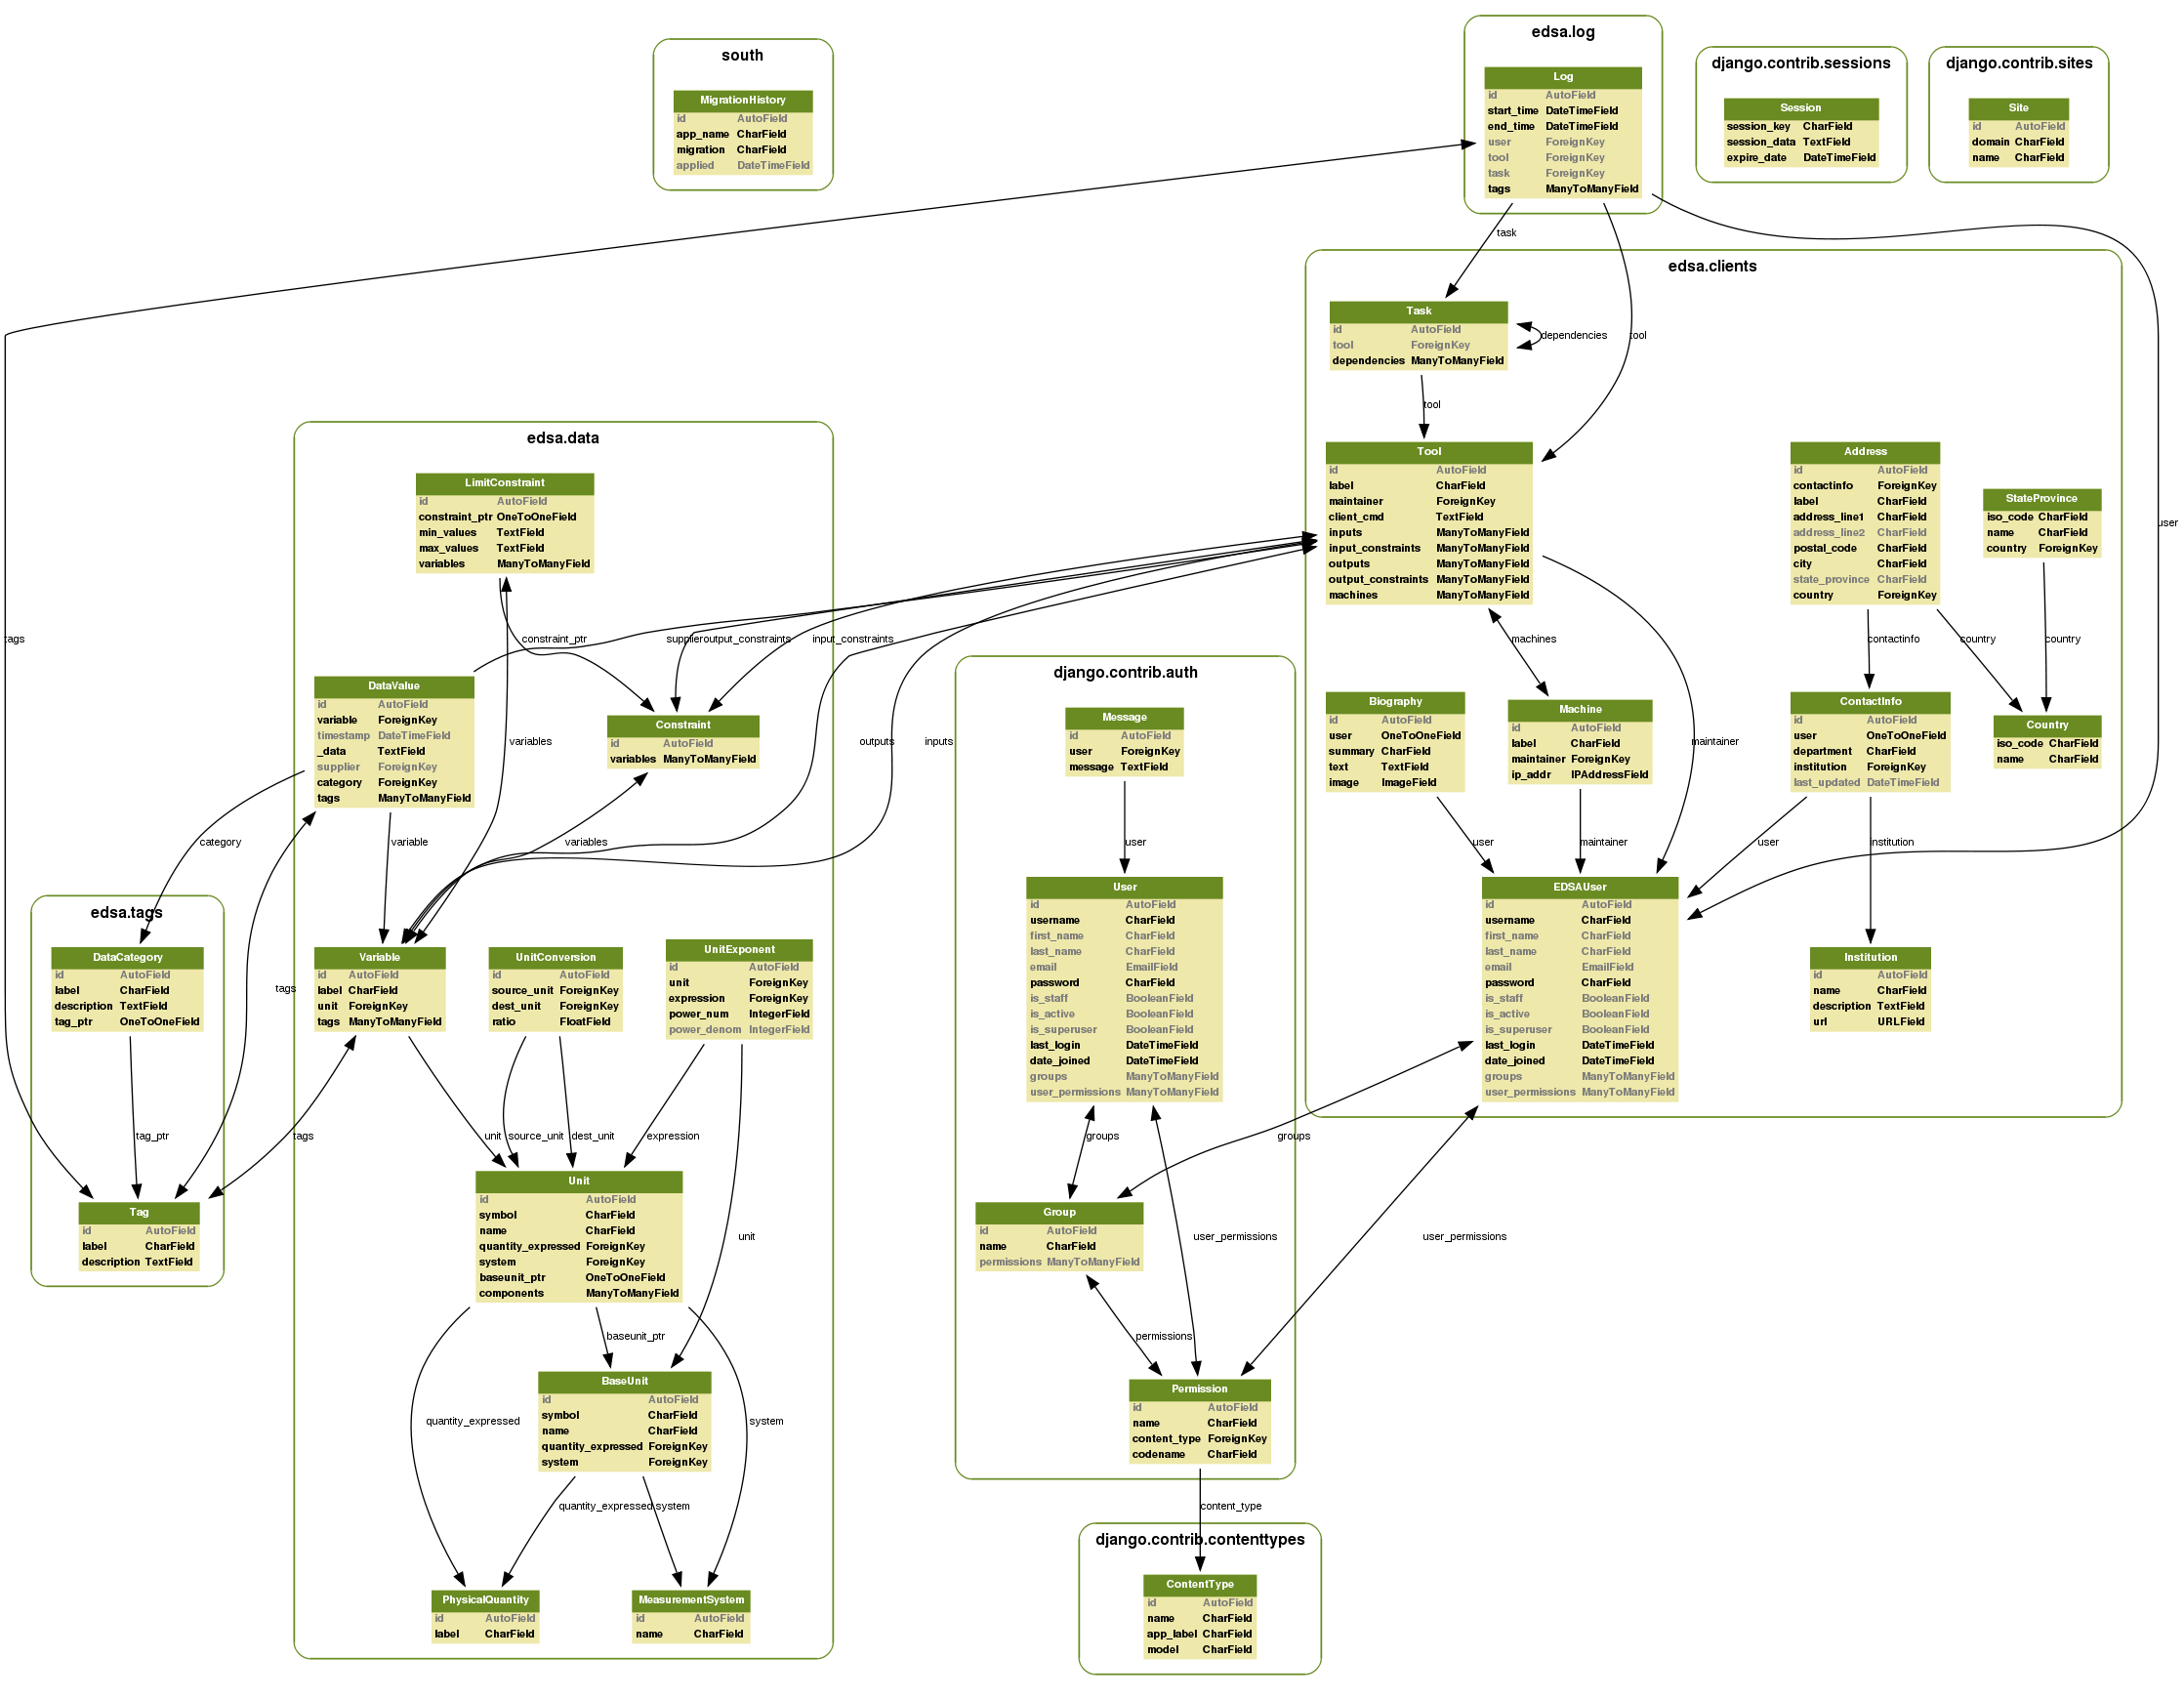 south
MigrationHistory
id AutoField
app_name CharField
migration CharField
applied DateTimeField
edsa.log
Log
id AutoField
start_time DateTimeField
end_time DateTimeField
user ForeignKey
tool ForeignKey
task ForeignKey
tags ManyToManyField
django.contrib.sessions
Session
session_key CharField
session_data TextField
expire_date DateTimeField
django.contrib.sites
Site
id AutoField
domain CharField
name CharField
task
tool
user
tags
edsa.clients
Task
id AutoField
tool ForeignKey
dependencies ManyToManyField
dependencies
tool
Tool
id AutoField
label CharField
maintainer ForeignKey
client_cmd TextField
inputs ManyToManyField
input_constraints ManyToManyField
outputs ManyToManyField
output_constraints ManyToManyField
machines ManyToManyField
Address
id AutoField
contactinfo ForeignKey
label CharField
address_line1 CharField
address_line2 CharField
postal_code CharField
city CharField
state_province CharField
country ForeignKey
StateProvince
iso_code CharField
name CharField
country ForeignKey
machines
maintainer
contactinfo
country
country
Biography
id AutoField
user OneToOneField
summary CharField
text TextField
image ImageField
Machine
id AutoField
label CharField
maintainer ForeignKey
ip_addr IPAddressField
ContactInfo
id AutoField
user OneToOneField
department CharField
institution ForeignKey
last_updated DateTimeField
Country
iso_code CharField
name CharField
user
maintainer
user
institution
EDSAUser
id AutoField
username CharField
first_name CharField
last_name CharField
email EmailField
password CharField
is_staff BooleanField
is_active BooleanField
is_superuser BooleanField
last_login DateTimeField
date_joined DateTimeField
groups ManyToManyField
user_permissions ManyToManyField
Institution
id AutoField
name CharField
description TextField
url URLField
groups
user_permissions
edsa.data
LimitConstraint
id AutoField
constraint_ptr OneToOneField
min_values TextField
max_values TextField
variables ManyToManyField
constraint_ptr
supplier
output_constraints
input_constraints
DataValue
id AutoField
variable ForeignKey
timestamp DateTimeField
_data TextField
supplier ForeignKey
category ForeignKey
tags ManyToManyField
Constraint
id AutoField
variables ManyToManyField
variables
outputs
inputs
category
variable
variables
tags
Variable
id AutoField
label CharField
unit ForeignKey
tags ManyToManyField
UnitConversion
id AutoField
source_unit ForeignKey
dest_unit ForeignKey
ratio FloatField
UnitExponent
id AutoField
unit ForeignKey
expression ForeignKey
power_num IntegerField
power_denom IntegerField
tags
unit
source_unit
dest_unit
expression
unit
Unit
id AutoField
symbol CharField
name CharField
quantity_expressed ForeignKey
system ForeignKey
baseunit_ptr OneToOneField
components ManyToManyField
baseunit_ptr
quantity_expressed
system
BaseUnit
id AutoField
symbol CharField
name CharField
quantity_expressed ForeignKey
system ForeignKey
quantity_expressed
system
PhysicalQuantity
id AutoField
label CharField
MeasurementSystem
id AutoField
name CharField
edsa.tags
DataCategory
id AutoField
label CharField
description TextField
tag_ptr OneToOneField
tag_ptr
Tag
id AutoField
label CharField
description TextField
django.contrib.auth
Message
id AutoField
user ForeignKey
message TextField
user
User
id AutoField
username CharField
first_name CharField
last_name CharField
email EmailField
password CharField
is_staff BooleanField
is_active BooleanField
is_superuser BooleanField
last_login DateTimeField
date_joined DateTimeField
groups ManyToManyField
user_permissions ManyToManyField
groups
user_permissions
Group
id AutoField
name CharField
permissions ManyToManyField
permissions
Permission
id AutoField
name CharField
content_type ForeignKey
codename CharField
content_type
django.contrib.contenttypes
ContentType
id AutoField
name CharField
app_label CharField
model CharField